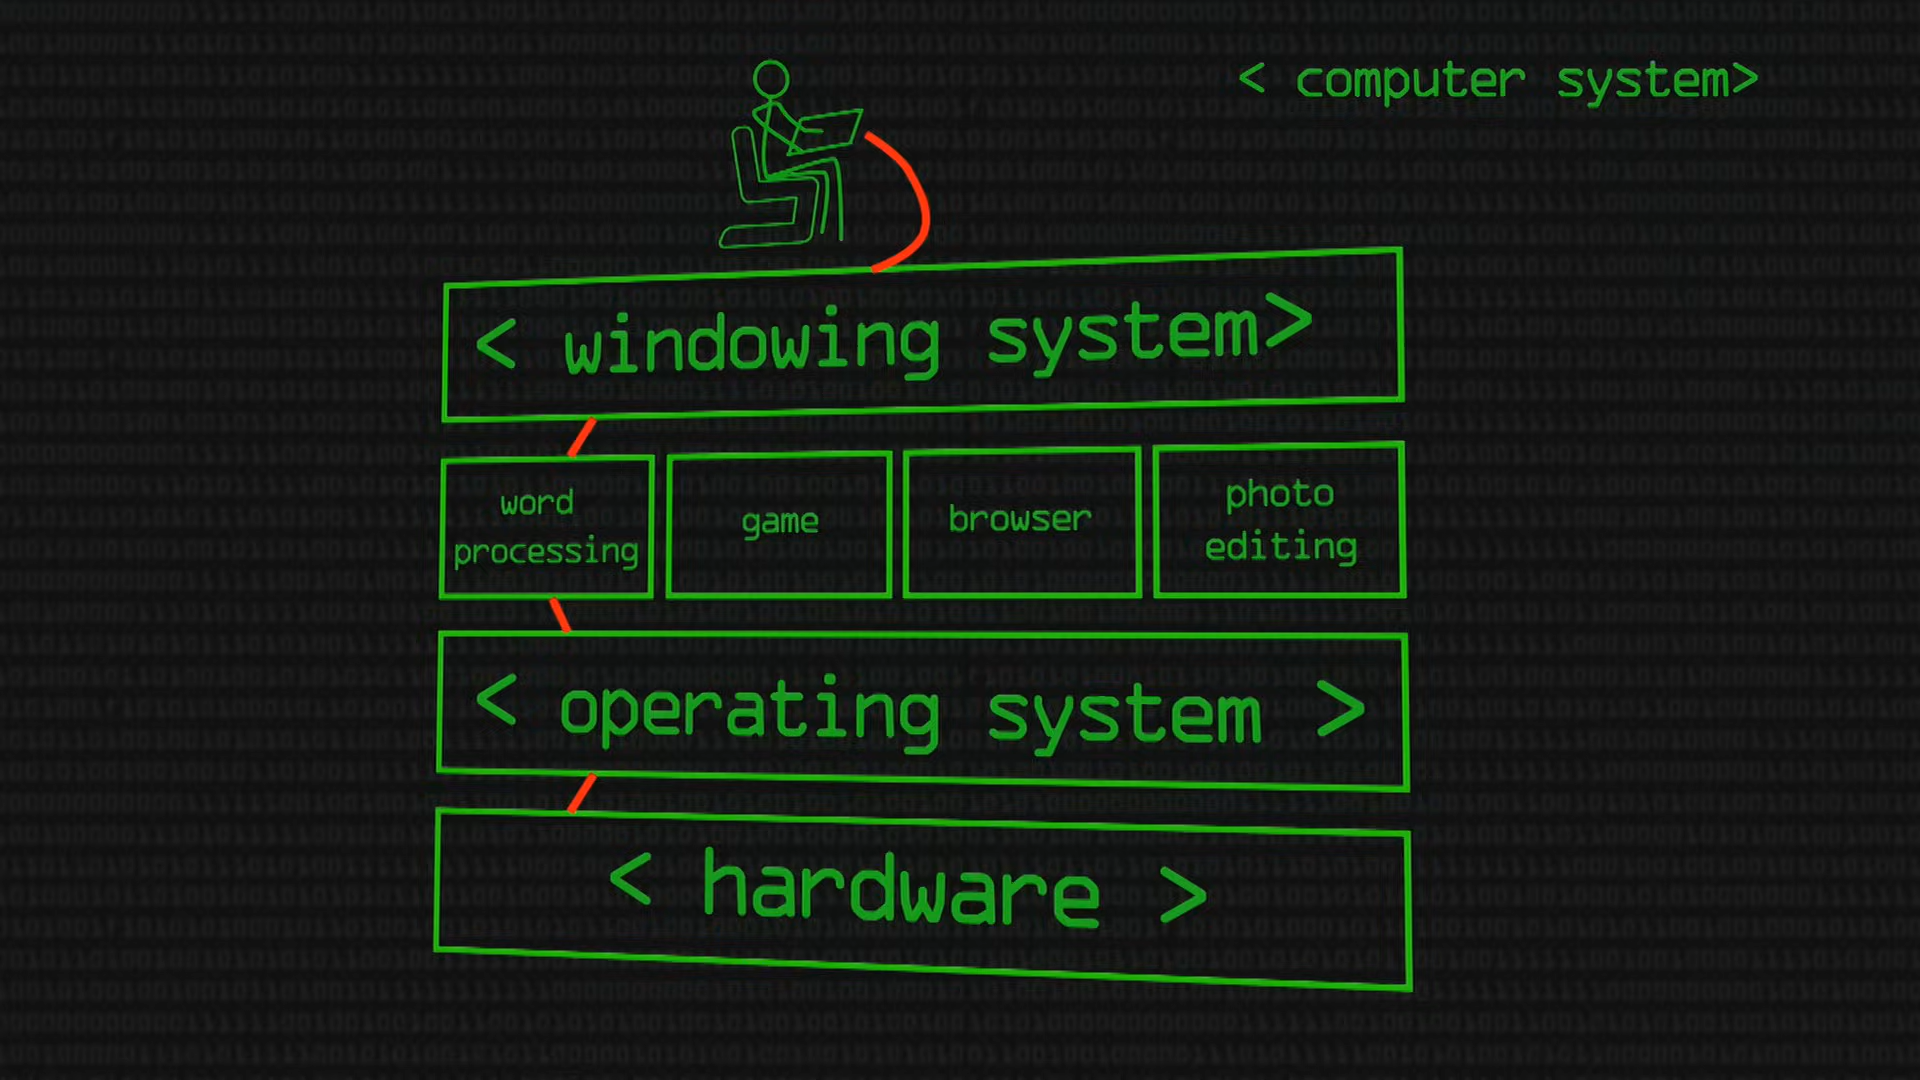 < computer system>
< windowing system>
word
processing
game
browser
photo
editing
< operating system >
< hardware >